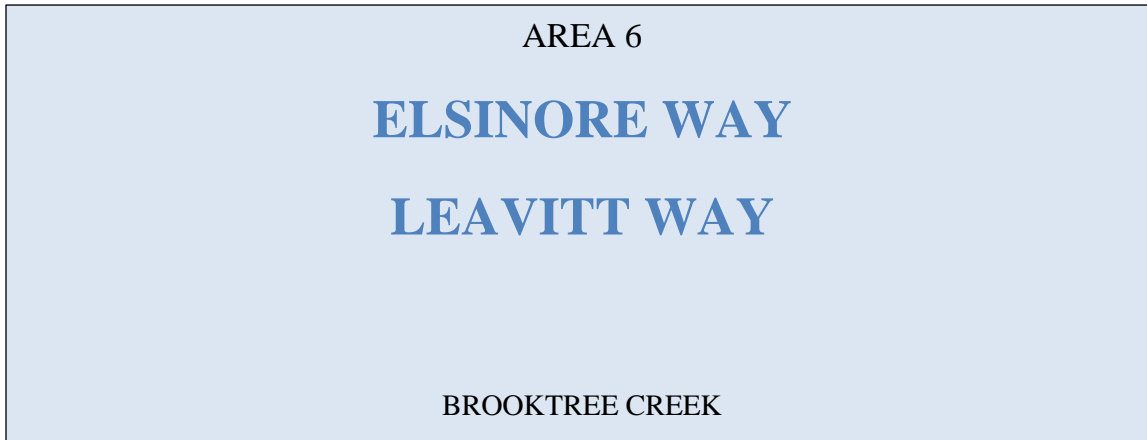 AREA 6
ELSINORE WAY
LEAVITT WAY
BROOKTREE CREEK